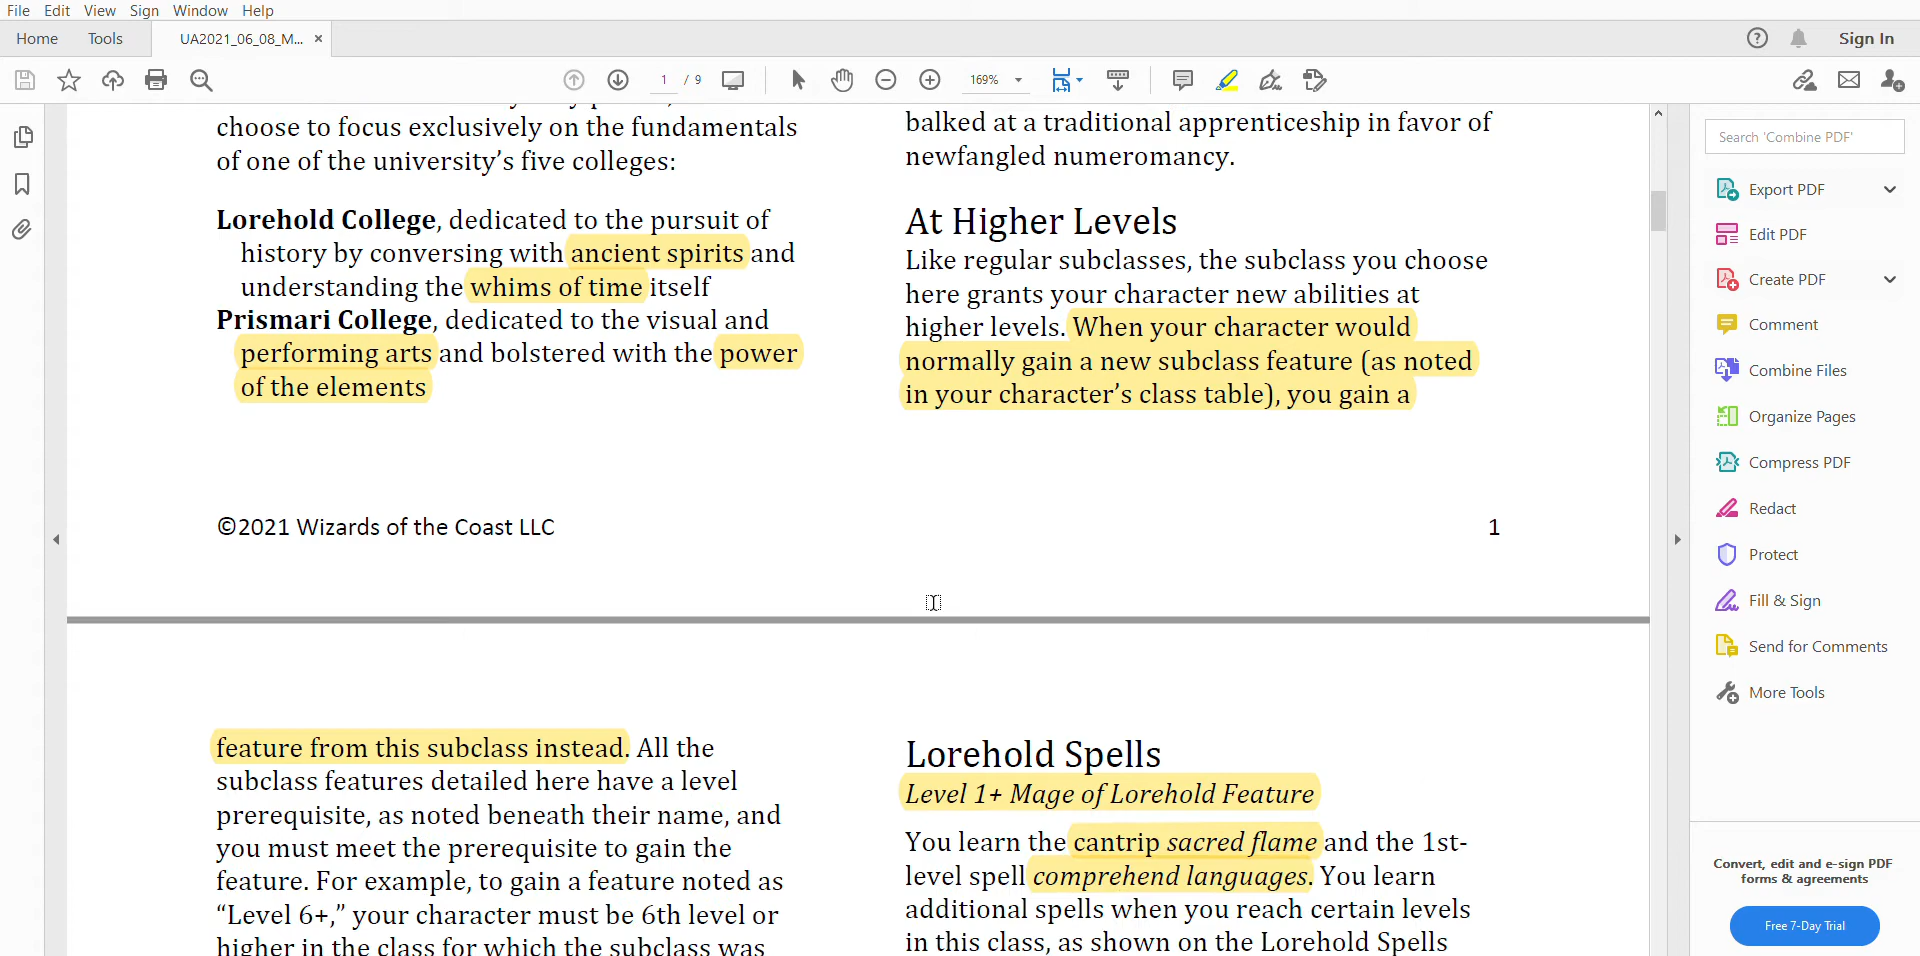 File Edit View Sign Window Help
Home Tools UA2021_06_08_M... × Sign In
1 / 9 169%
choose to focus exclusively on the fundamentals
of one of the university’s five colleges:
Lorehold College, dedicated to the pursuit of
history by conversing with ancient spirits and
understanding the whims of time itself
Prismari College, dedicated to the visual and
performing arts and bolstered with the power
of the elements
balked at a traditional apprenticeship in favor of
newfangled numeromancy.
At Higher Levels
Like regular subclasses, the subclass you choose
here grants your character new abilities at
higher levels. When your character would
normally gain a new subclass feature (as noted
in your character’s class table), you gain a
©2021 Wizards of the Coast LLC
1
feature from this subclass instead. All the
subclass features detailed here have a level
prerequisite, as noted beneath their name, and
you must meet the prerequisite to gain the
feature. For example, to gain a feature noted as
“Level 6+,” your character must be 6th level or
higher in the class for which the subclass was
Lorehold Spells
Level 1+ Mage of Lorehold Feature
You learn the cantrip sacred flame and the 1st-
level spell comprehend languages. You learn
additional spells when you reach certain levels
in this class, as shown on the Lorehold Spells
Search 'Combine PDF'
Export PDF
Edit PDF
Create PDF
Comment
Combine Files
Organize Pages
Compress PDF
Redact
Protect
Fill & Sign
Send for Comments
More Tools
Convert, edit and e-sign PDF
forms & agreements
Free 7-Day Trial